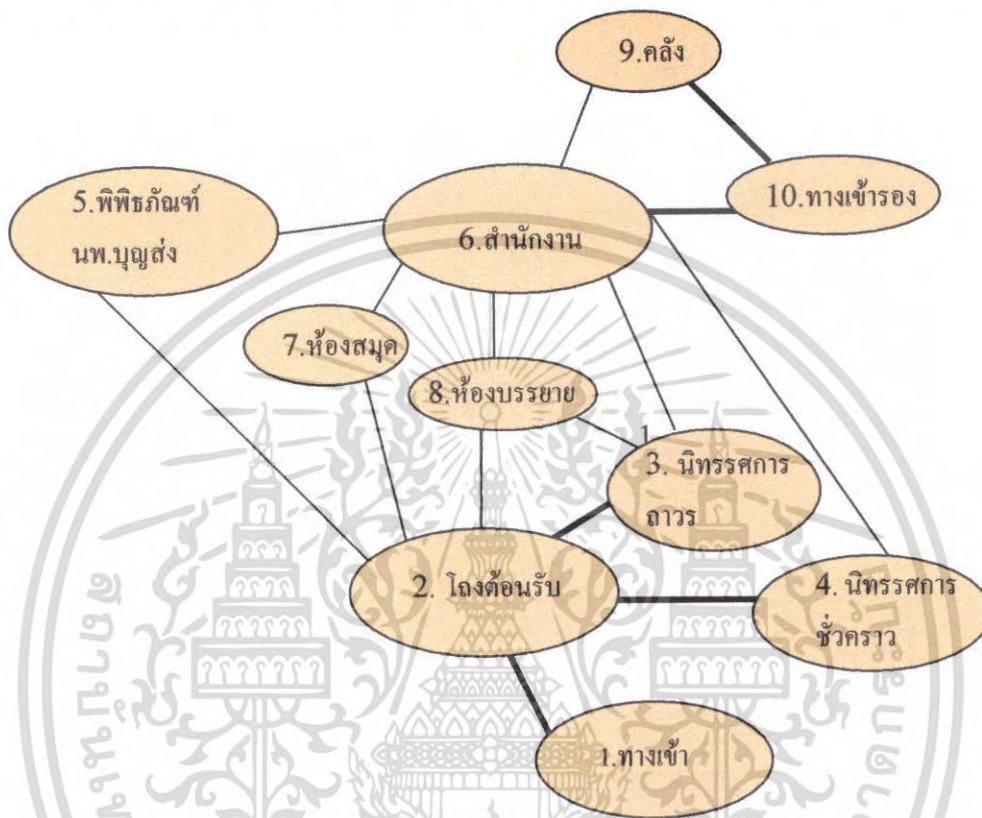 9.คลัง
10.ทางเข้ารอง
5.พิพิธภัณฑ์
นพ.บุญส่ง
6.สำนักงาน
7.ห้องสมุด
8.ห้องบรรยาย
1
3. นิทรรศการ
ถาวร
2. โถงต้อนรับ
4. นิทรรศการ
ชั่วคราว
1.ทางเข้า